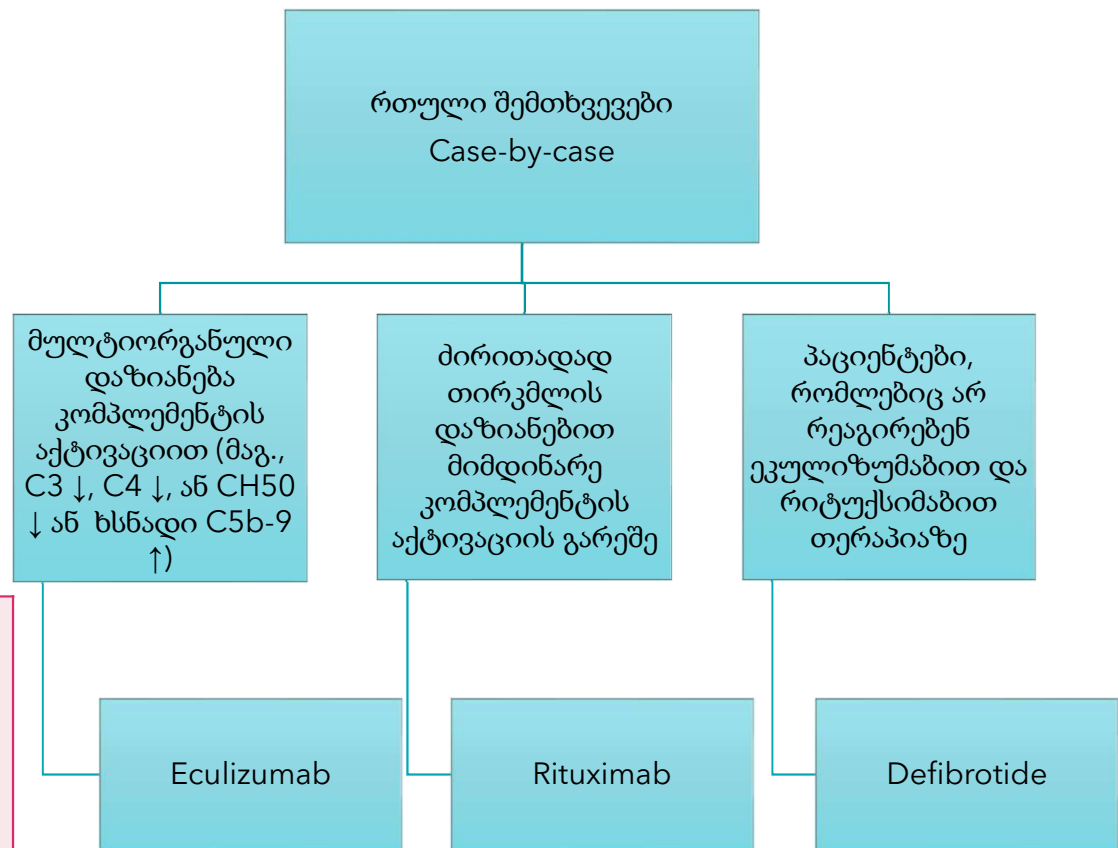 რთული შემთხვევები
Case-by-case
მულტიორგანული
დაზიანება
კომპლემენტის
აქტივაციით (მაგ.,
C3 ↓, C4 ↓, ან CH50
↓ ან ხსნადი C5b-9
↑)
ძირითადად
თირკმლის
დაზიანებით
მიმდინარე
კომპლემენტის
აქტივაციის გარეშე
პაციენტები,
რომლებიც არ
რეაგირებენ
ეკულიზუმაბით და
რიტუქსიმაბით
თერაპიაზე
Eculizumab
Rituximab
Defibrotide